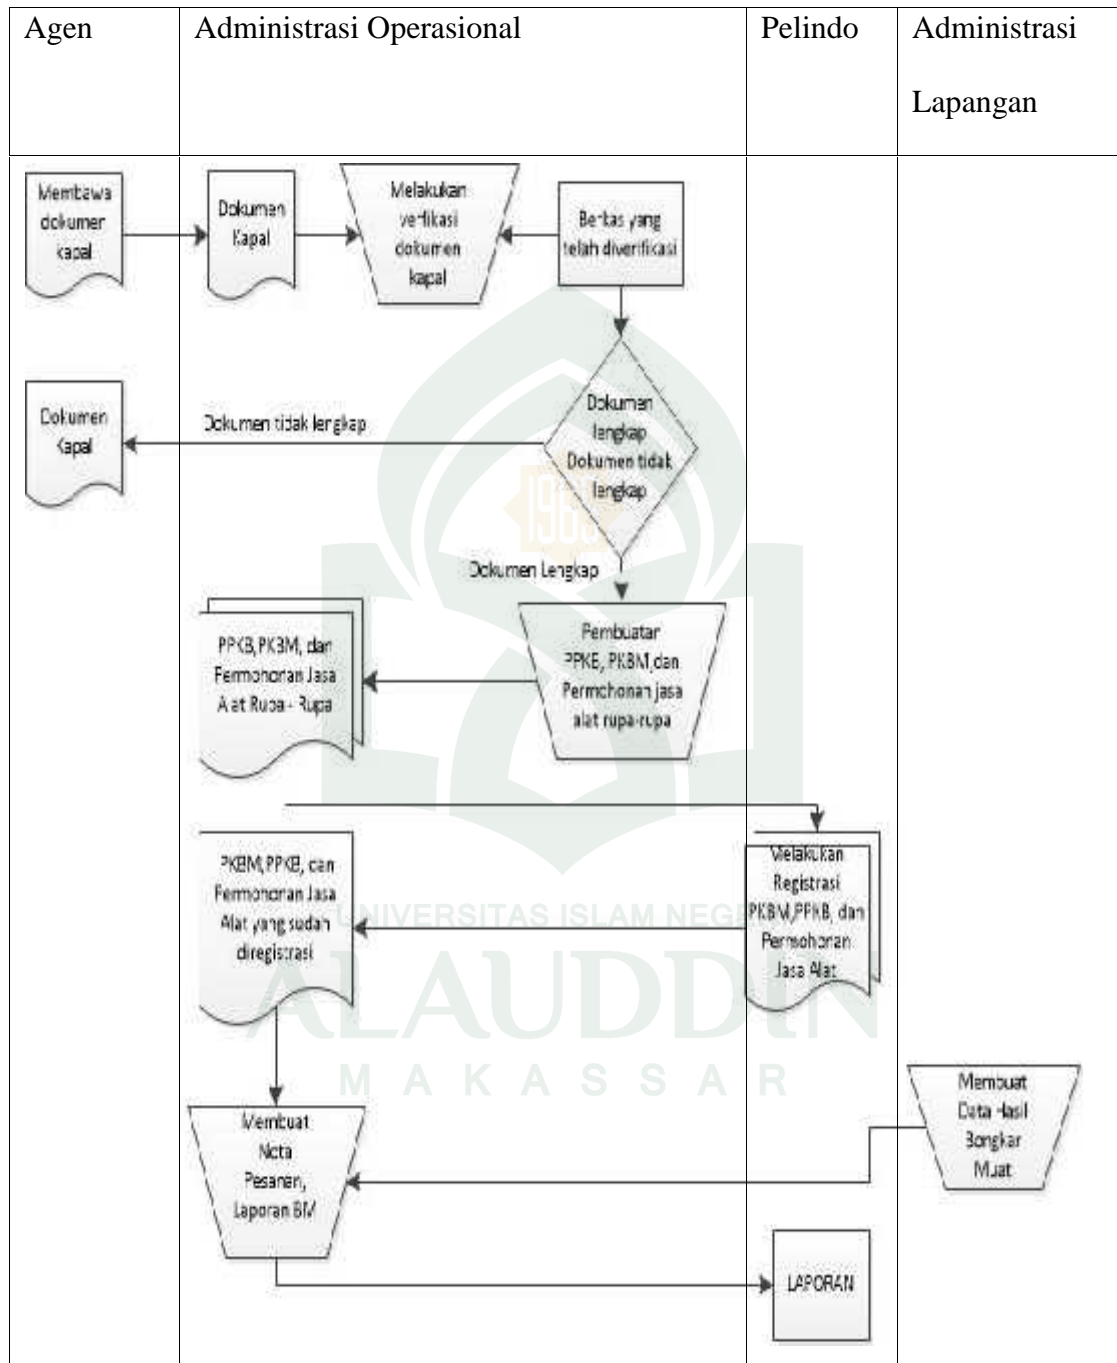 Agen
Administrasi Operasional
Pelindo
Administrasi
Lapangan
Membawa
dokumen
kapal
Dokumen
Kapal
Melakukan
verfikasi
dokumen
kapal
Berkas yang
telah diverifikasi
Dokumen
Kapal
Dokumen tidak lengkap
Dokumen
lengkap
Dokumen tidak
lengkap
1965
Dokumen Lengkap
PPKB,PKBM, dan
Permohonan Jasa
Alat Rupa - Rupa
Pembuatan
PPKB, PKBM,dan
Permohonan jasa
alat rupa-rupa
PKBM,PPKB, dan
Permohonan Jasa
Alat yang sudah
diregistrasi
Melakukan
Registrasi
PKBM,PPKB, dan
Permohonan
Jasa Alat
UNIVERSITAS ISLAM NEGERI
ALAUDDIN
MAKASSAR
Membuat
Data Hasil
Bongkar
Muat
Membuat
Nota
Pesanan,
Laporan BM
LAPORAN